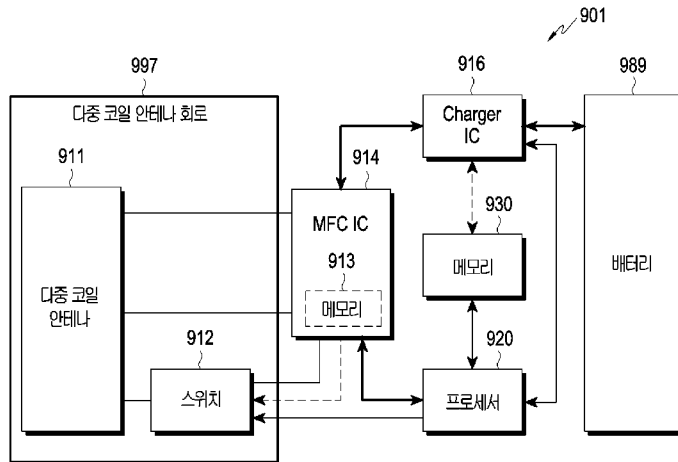 901
997
916
989
다중 코일 안테나 회로
Charger
IC
911
914
MFC IC
930
913
메모리
메모리
배터리
다중 코일
안테나
912
920
스위치
프로세서